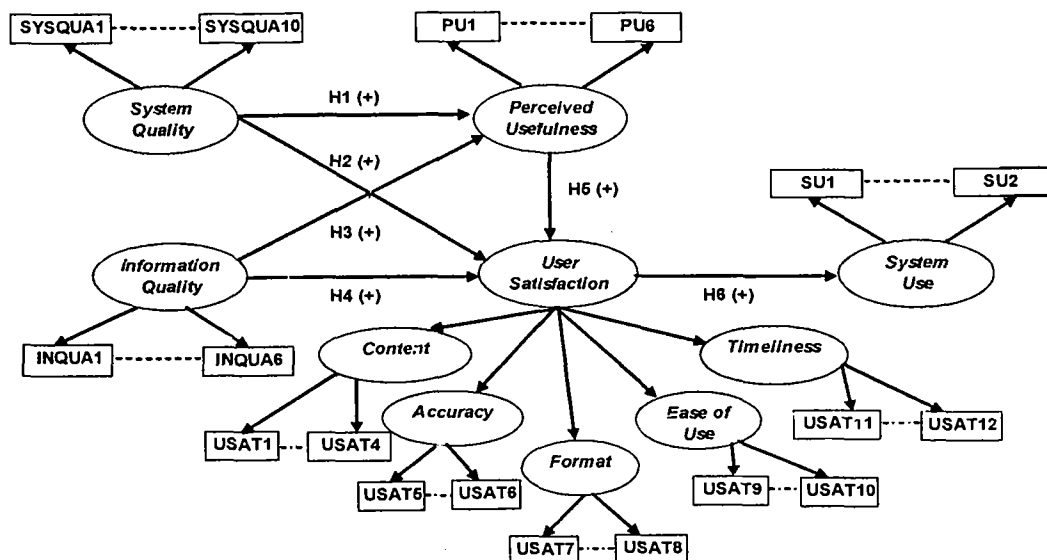 SYSQUA1
SYSQUA10
PU1
PU6
System
Quality
H1 (+)
Perceived
Usefulness
H2 (+)
SU1
SU2
H5 (+)
H3 (+)
Information
Quality
User
Satisfaction
System
Use
H4 (+)
H6 (+)
INQUA1
INQUA6
Content
Timeliness
Accuracy
Ease of
Use
USAT11
USAT12
USAT1
USAT4
Format
USAT5
USAT6
USAT9
USAT10
USAT7
USAT8